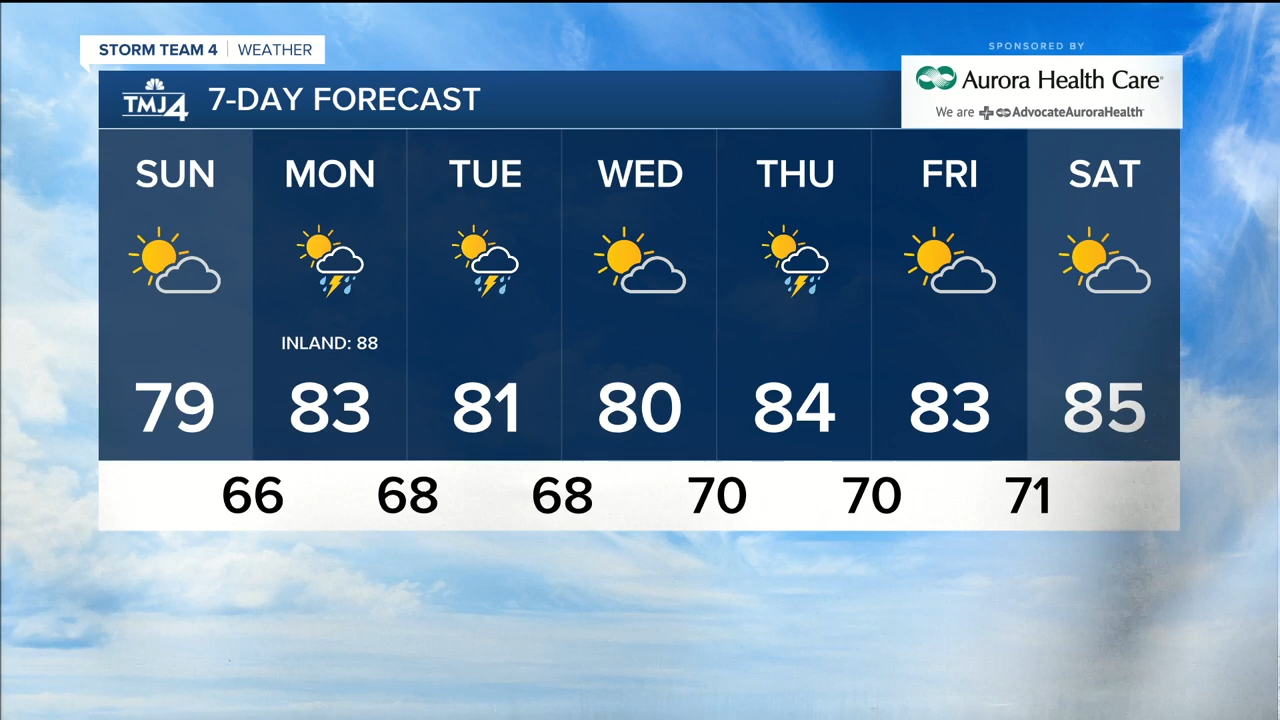 STORM TEAM 4 | WEATHER
SPONSORED BY
TMJ4 7-DAY FORECAST
Aurora Health Care®
We are AdvocateAuroraHealth™
SUN MON TUE WED THU FRI SAT
INLAND: 88
79 83 81 80 84 83 85
66 68 68 70 70 71